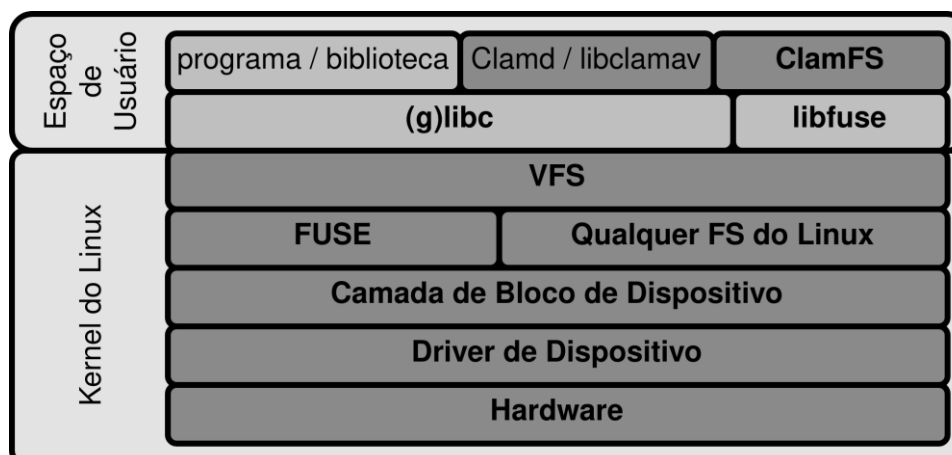 Espaço
de
Usuário
programa / biblioteca
Clamd / libclamav
ClamFS
(g)libc
libfuse
Kernel do Linux
VFS
FUSE
Qualquer FS do Linux
Camada de Bloco de Dispositivo
Driver de Dispositivo
Hardware